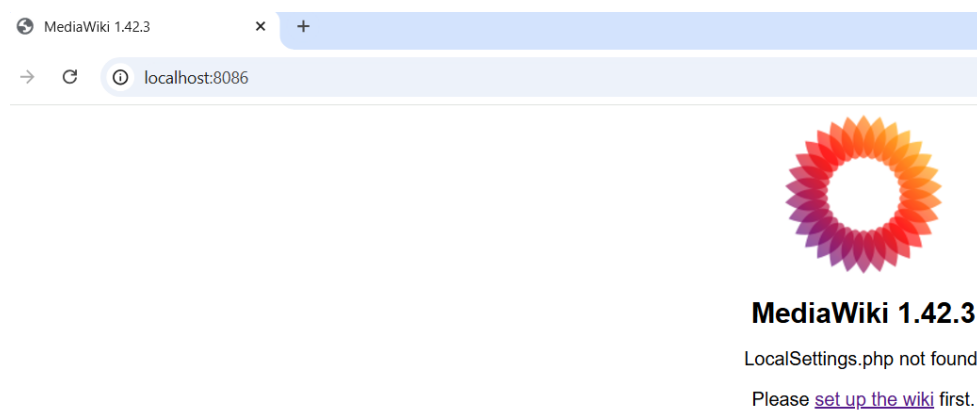 MediaWiki 1.42.3
localhost:8086
MediaWiki 1.42.3
LocalSettings.php not found
Please set up the wiki first.